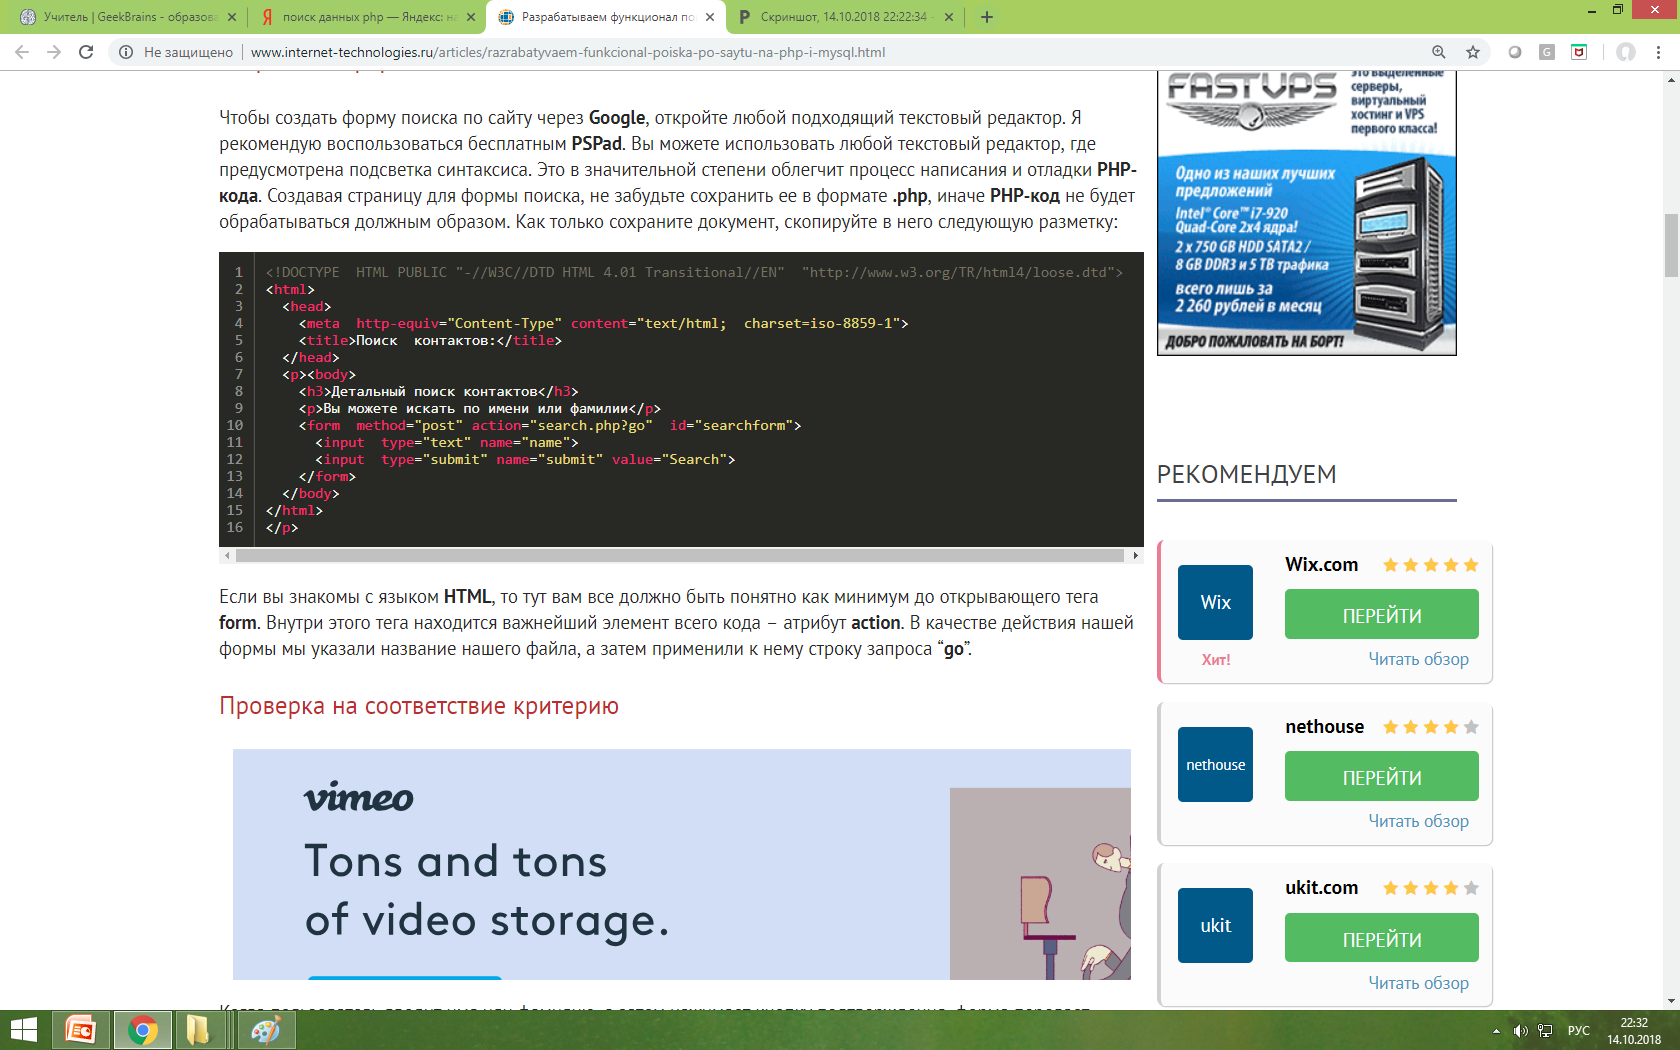 Учитель | GeekBrains - образова
поиск данных php — Яндекс: на
Разрабатываем функционал по
Скриншот, 14.10.2018 22:22:34 -
Не защищено
www.internet-technologies.ru/articles/razrabatyvaem-funkcional-poiska-po-saytu-na-php-i-mysql.html
Чтобы создать форму поиска по сайту через Google, откройте любой подходящий текстовый редактор. Я
рекомендую воспользоваться бесплатным PSPad. Вы можете использовать любой текстовый редактор, где
предусмотрена подсветка синтаксиса. Это в значительной степени облегчит процесс написания и отладки PHP-
кода. Создавая страницу для формы поиска, не забудьте сохранить ее в формате .php, иначе PHP-код не будет
обрабатываться должным образом. Как только сохраните документ, скопируйте в него следующую разметку:
1 <!DOCTYPE  HTML PUBLIC "-//W3C//DTD HTML 4.01 Transitional//EN"  "http://www.w3.org/TR/html4/loose.dtd">
2 <html>
3   <head>
4     <meta  http-equiv="Content-Type" content="text/html;  charset=iso-8859-1">
5     <title>Поиск  контактов:</title>
6   </head>
7   <p><body>
8     <h3>Детальный поиск контактов</h3>
9     <p>Вы можете искать по имени или фамилии</p>
10     <form  method="post" action="search.php?go"  id="searchform">
11       <input  type="text" name="name">
12       <input  type="submit" name="submit" value="Search">
13     </form>
14   </body>
15 </html>
16 </p>
Если вы знакомы с языком HTML, то тут вам все должно быть понятно как минимум до открывающего тега
form. Внутри этого тега находится важнейший элемент всего кода – атрибут action. В качестве действия нашей
формы мы указали название нашего файла, а затем применили к нему строку запроса “go”.
Проверка на соответствие критерию
vimeo
Tons and tons
of video storage.
FASTVPS
это выделенные
серверы,
виртуальный
хостинг и VPS
первого класса!
Одно из наших лучших
предложений
Intel® Core™ i7-920
Quad-Core 2x4 ядра!
2 x 750 GB HDD SATA2 /
8 GB DDR3 и 5 TB трафика
всего лишь за
2 260 рублей в месяц
ДОБРО ПОЖАЛОВАТЬ НА БОРТ!
РЕКОМЕНДУЕМ
Wix
Хит!
Wix.com
ПЕРЕЙТИ
Читать обзор
nethouse
nethouse
ПЕРЕЙТИ
Читать обзор
ukit
ukit.com
ПЕРЕЙТИ
Читать обзор
РУС
22:32
14.10.2018